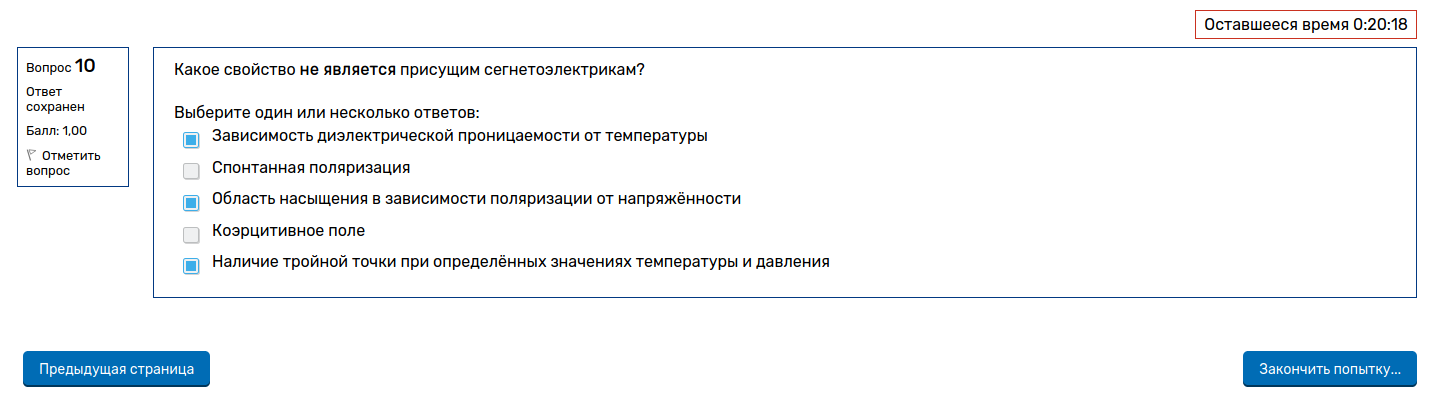 Оставшееся время 0:20:18
Вопрос 10
Ответ
сохранен
Балл: 1,00
Отметить
вопрос
Какое свойство не является присущим сегнетоэлектрикам?
Выберите один или несколько ответов:
Зависимость диэлектрической проницаемости от температуры
Спонтанная поляризация
Область насыщения в зависимости поляризации от напряжённости
Коэрцитивное поле
Наличие тройной точки при определённых значениях температуры и давления
Предыдущая страница
Закончить попытку...